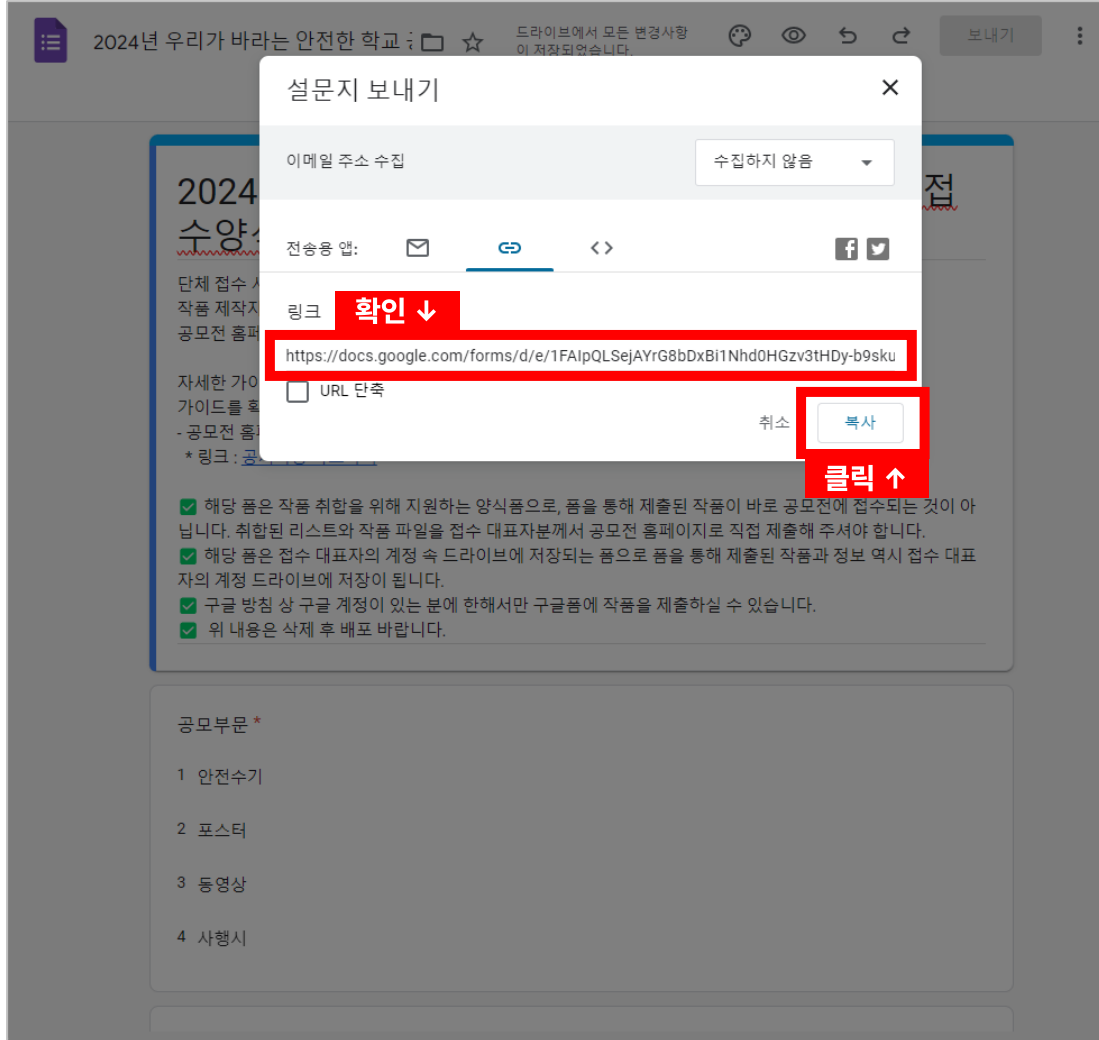 2024년 우리가 바라는 안전한 학교
드라이브에서 모든 변경사항
이 저장되었습니다.
보내기
설문지 보내기
이메일 주소 수집
수집하지 않음
2024
접
수양
전송용 앱:
단체 접수
작품 제작자
공모전 홈페
링크
확인 ↓
https://docs.google.com/forms/d/e/1FAIpQLSejAYrG8bDxBi1Nhd0HGzv3tHDy-b9sku
자세한 가이
가이드를
URL 단축
- 공모전
취소
복사
* 링크 :
클릭 ↑
✅ 해당 폼은 작품 취합을 위해 지원하는 양식폼으로, 폼을 통해 제출된 작품이 바로 공모전에 접수되는 것이 아
닙니다. 취합된 리스트와 작품 파일을 접수 대표자분께서 공모전 홈페이지로 직접 제출해 주셔야 합니다.
✅ 해당 폼은 접수 대표자의 계정 속 드라이브에 저장되는 폼으로 폼을 통해 제출된 작품과 정보 역시 접수 대표
자의 계정 드라이브에 저장이 됩니다.
✅ 구글 방침 상 구글 계정이 있는 분에 한해서만 구글폼에 작품을 제출하실 수 있습니다.
✅ 위 내용은 삭제 후 배포 바랍니다.
공모부문 *
1 안전수기
2 포스터
3 동영상
4 사행시